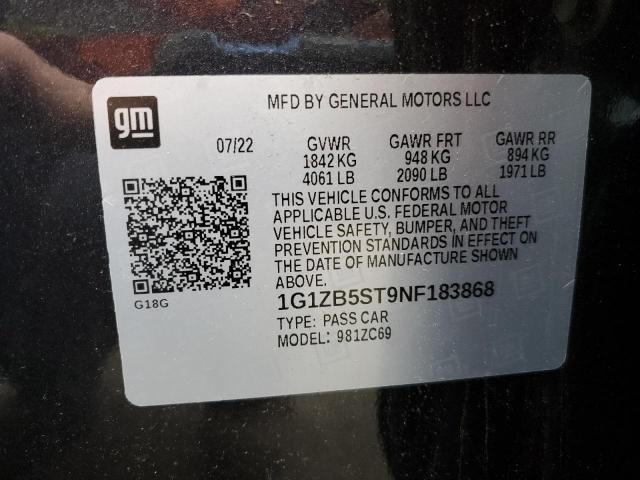 gm
MFD BY GENERAL MOTORS LLC
07/22 GVWR GAWR FRT GAWR RR
1842 KG 948 KG 894 KG
4061 LB 2090 LB 1971 LB
THIS VEHICLE CONFORMS TO ALL
APPLICABLE U.S. FEDERAL MOTOR
VEHICLE SAFETY, BUMPER, AND THEFT
PREVENTION STANDARDS IN EFFECT ON
THE DATE OF MANUFACTURE SHOWN
ABOVE.
G18G
1G1ZB5ST9NF183868
TYPE: PASS CAR
MODEL: 981ZC69